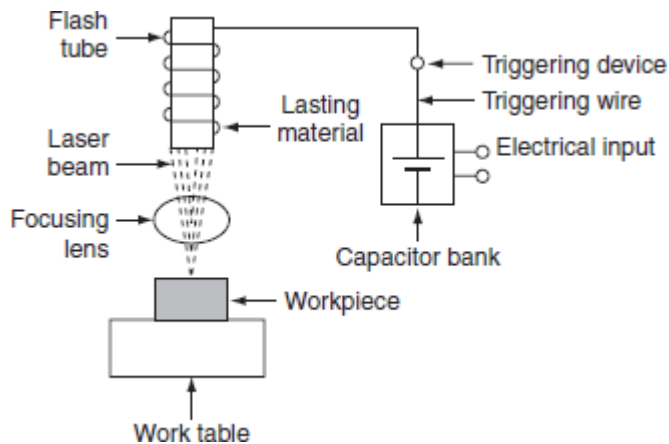 Flash
tube
Triggering device
Triggering wire
Lasting
material
Electrical input
Laser
beam
Focusing
lens
Capacitor bank
Workpiece
Work table